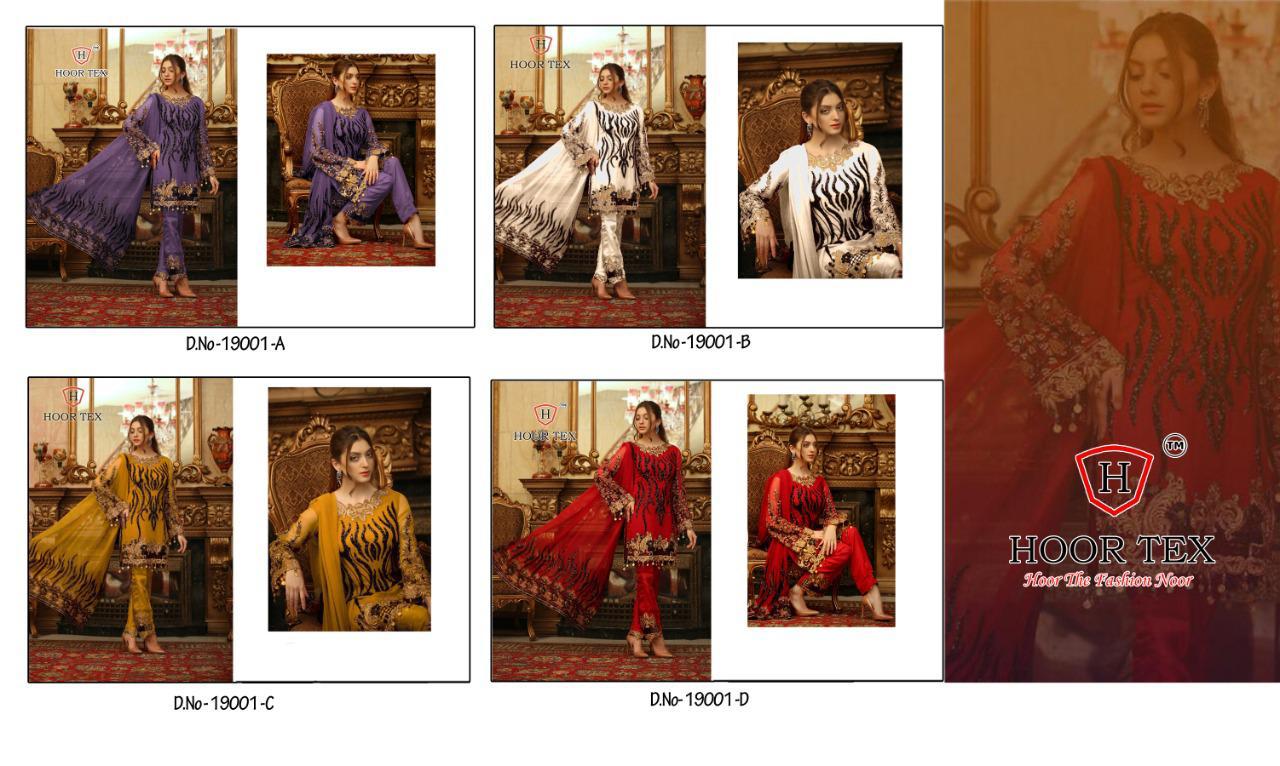 H
HOOR TEX
H
HOOR TEX
D.No-19001-A
D.No-19001-B
H
HOOR TEX
H
TM
HOOR TEX
D.No-19001-C
D.No-19001-D
TM
H
HOOR TEX
Hoor The Fashion Noor